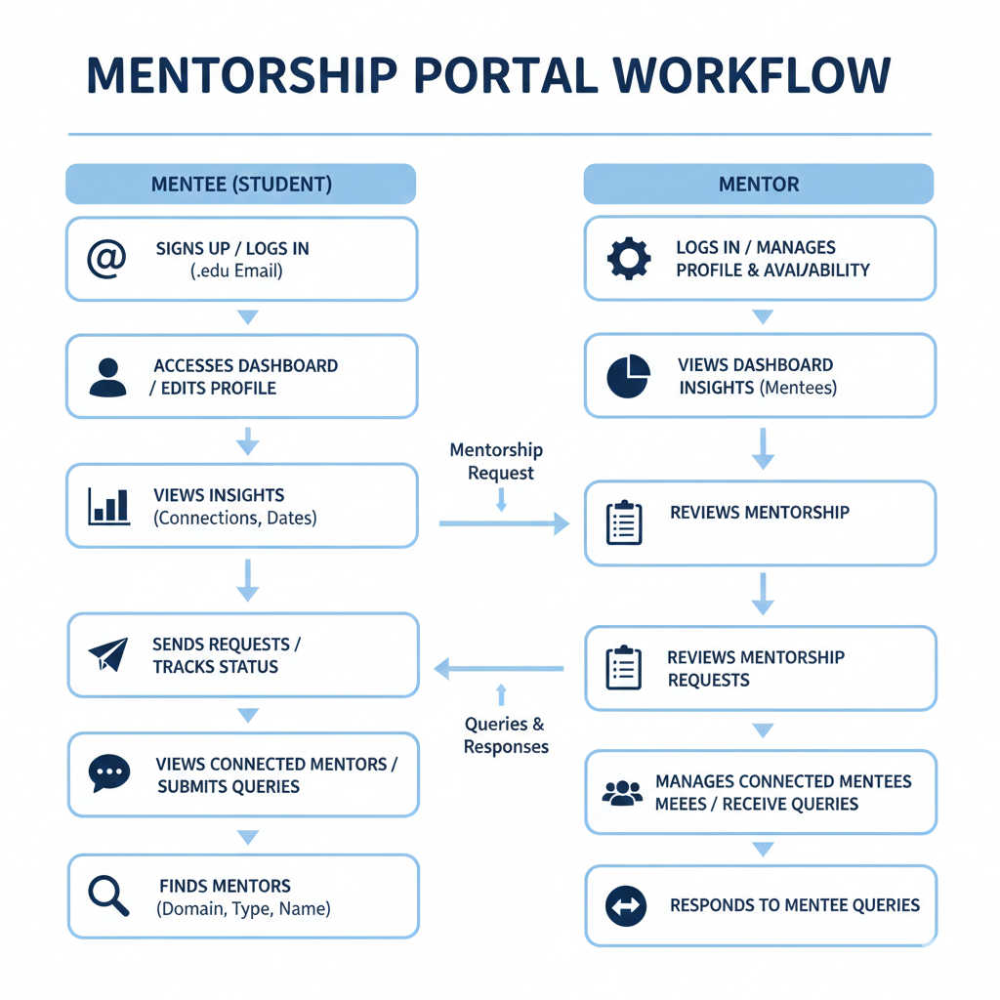 MENTORSHIP PORTAL WORKFLOW
MENTEE (STUDENT)
SIGNS UP / LOGS IN
(.edu Email)
ACCESSES DASHBOARD
/ EDITS PROFILE
VIEWS INSIGHTS
(Connections, Dates)
SENDS REQUESTS /
TRACKS STATUS
VIEWS CONNECTED MENTORS /
SUBMITS QUERIES
FINDS MENTORS
(Domain, Type, Name)
Mentorship
Request
Queries &
Responses
MENTOR
LOGS IN / MANAGES
PROFILE & AVAIJABILITY
VIEWS DASHBOARD
INSIGHTS (Mentees)
REVIEWS MENTORSHIP
REVIEWS MENTORSHIP
REQUESTS
MANAGES CONNECTED MENTEES
MEEES / RECEIVE QUERIES
RESPONDS TO MENTEE QUERIES